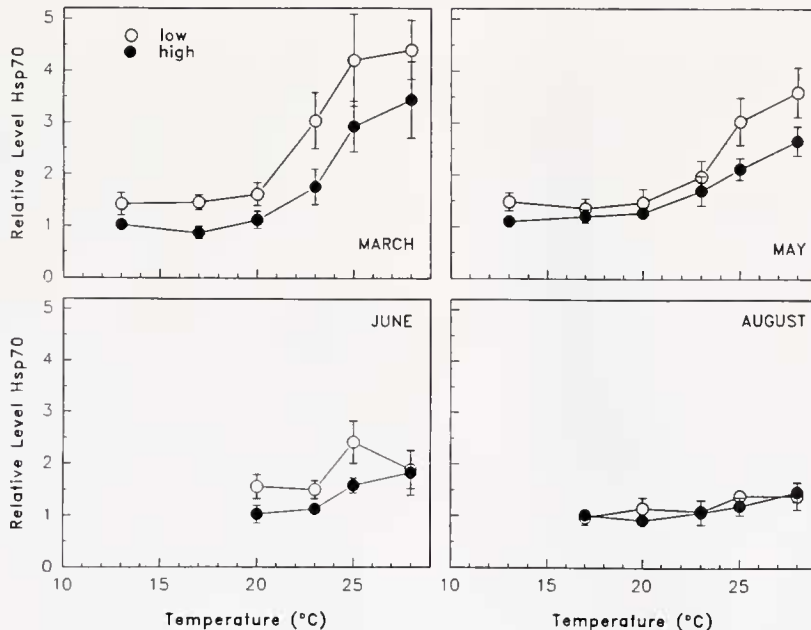 5
4
3
2
1
0
Relative Level Hsp70
low
high
MARCH
MAY
5
4
3
2
1
0
Relative Level Hsp70
JUNE
AUGUST
10 15 20 25 10 15 20 25
Temperature (°C) Temperature (°C)